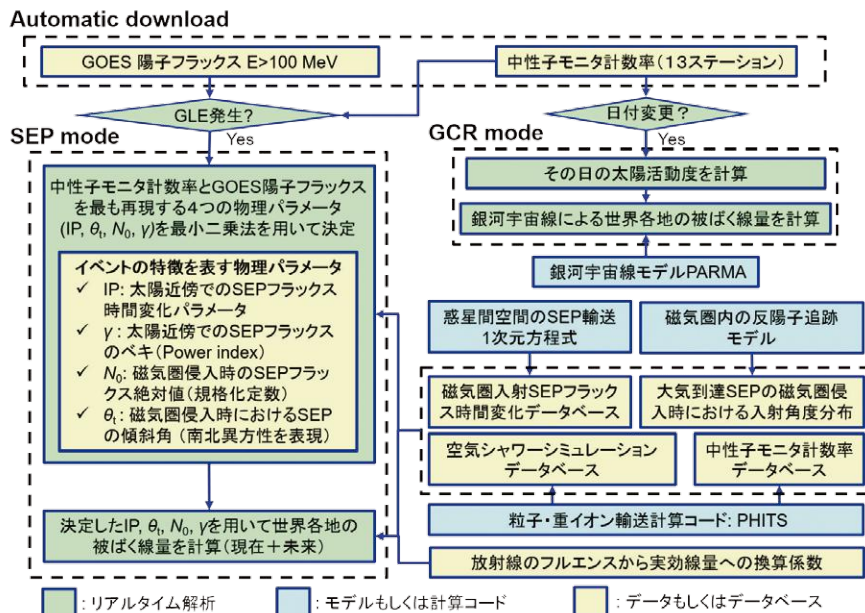 Automatic download
GOES 陽子フラックス E>100 MeV
中性子モニタ計数率(13ステーション)
GLE発生?
日付変更?
SEP mode
Yes
GCR mode
Yes
その日の太陽活動度を計算
銀河宇宙線による世界各地の被ばく線量を計算
銀河宇宙線モデルPARMA
中性子モニタ計数率とGOES陽子フラックス
を最も再現する4つの物理パラメータ
(IP, θt, N0, γ)を最小二乗法を用いて決定
イベントの特徴を表す物理パラメータ
✓ IP: 太陽近傍でのSEPフラックス
時間変化パラメータ
✓ γ: 太陽近傍でのSEPフラックス
のベキ(Power index)
✓ N0: 磁気圏侵入時のSEPフラッ
クス絶対値(規格化定数)
✓ θt: 磁気圏侵入時におけるSEP
の傾斜角 (南北異方性を表現)
惑星間空間のSEP輸送
1次元方程式
磁気圏内の反陽子追跡
モデル
磁気圏入射SEPフラック
ス時間変化データベース
大気到達SEPの磁気圏侵
入時における入射角度分布
空気シャワーシミュレーション
データベース
中性子モニタ計数率
データベース
粒子・重イオン輸送計算コード: PHITS
決定したIP, θt, N0, γを用いて世界各地の
被ばく線量を計算(現在+未来)
放射線のフルエンスから実効線量への換算係数
: リアルタイム解析
: モデルもしくは計算コード
: データもしくはデータベース